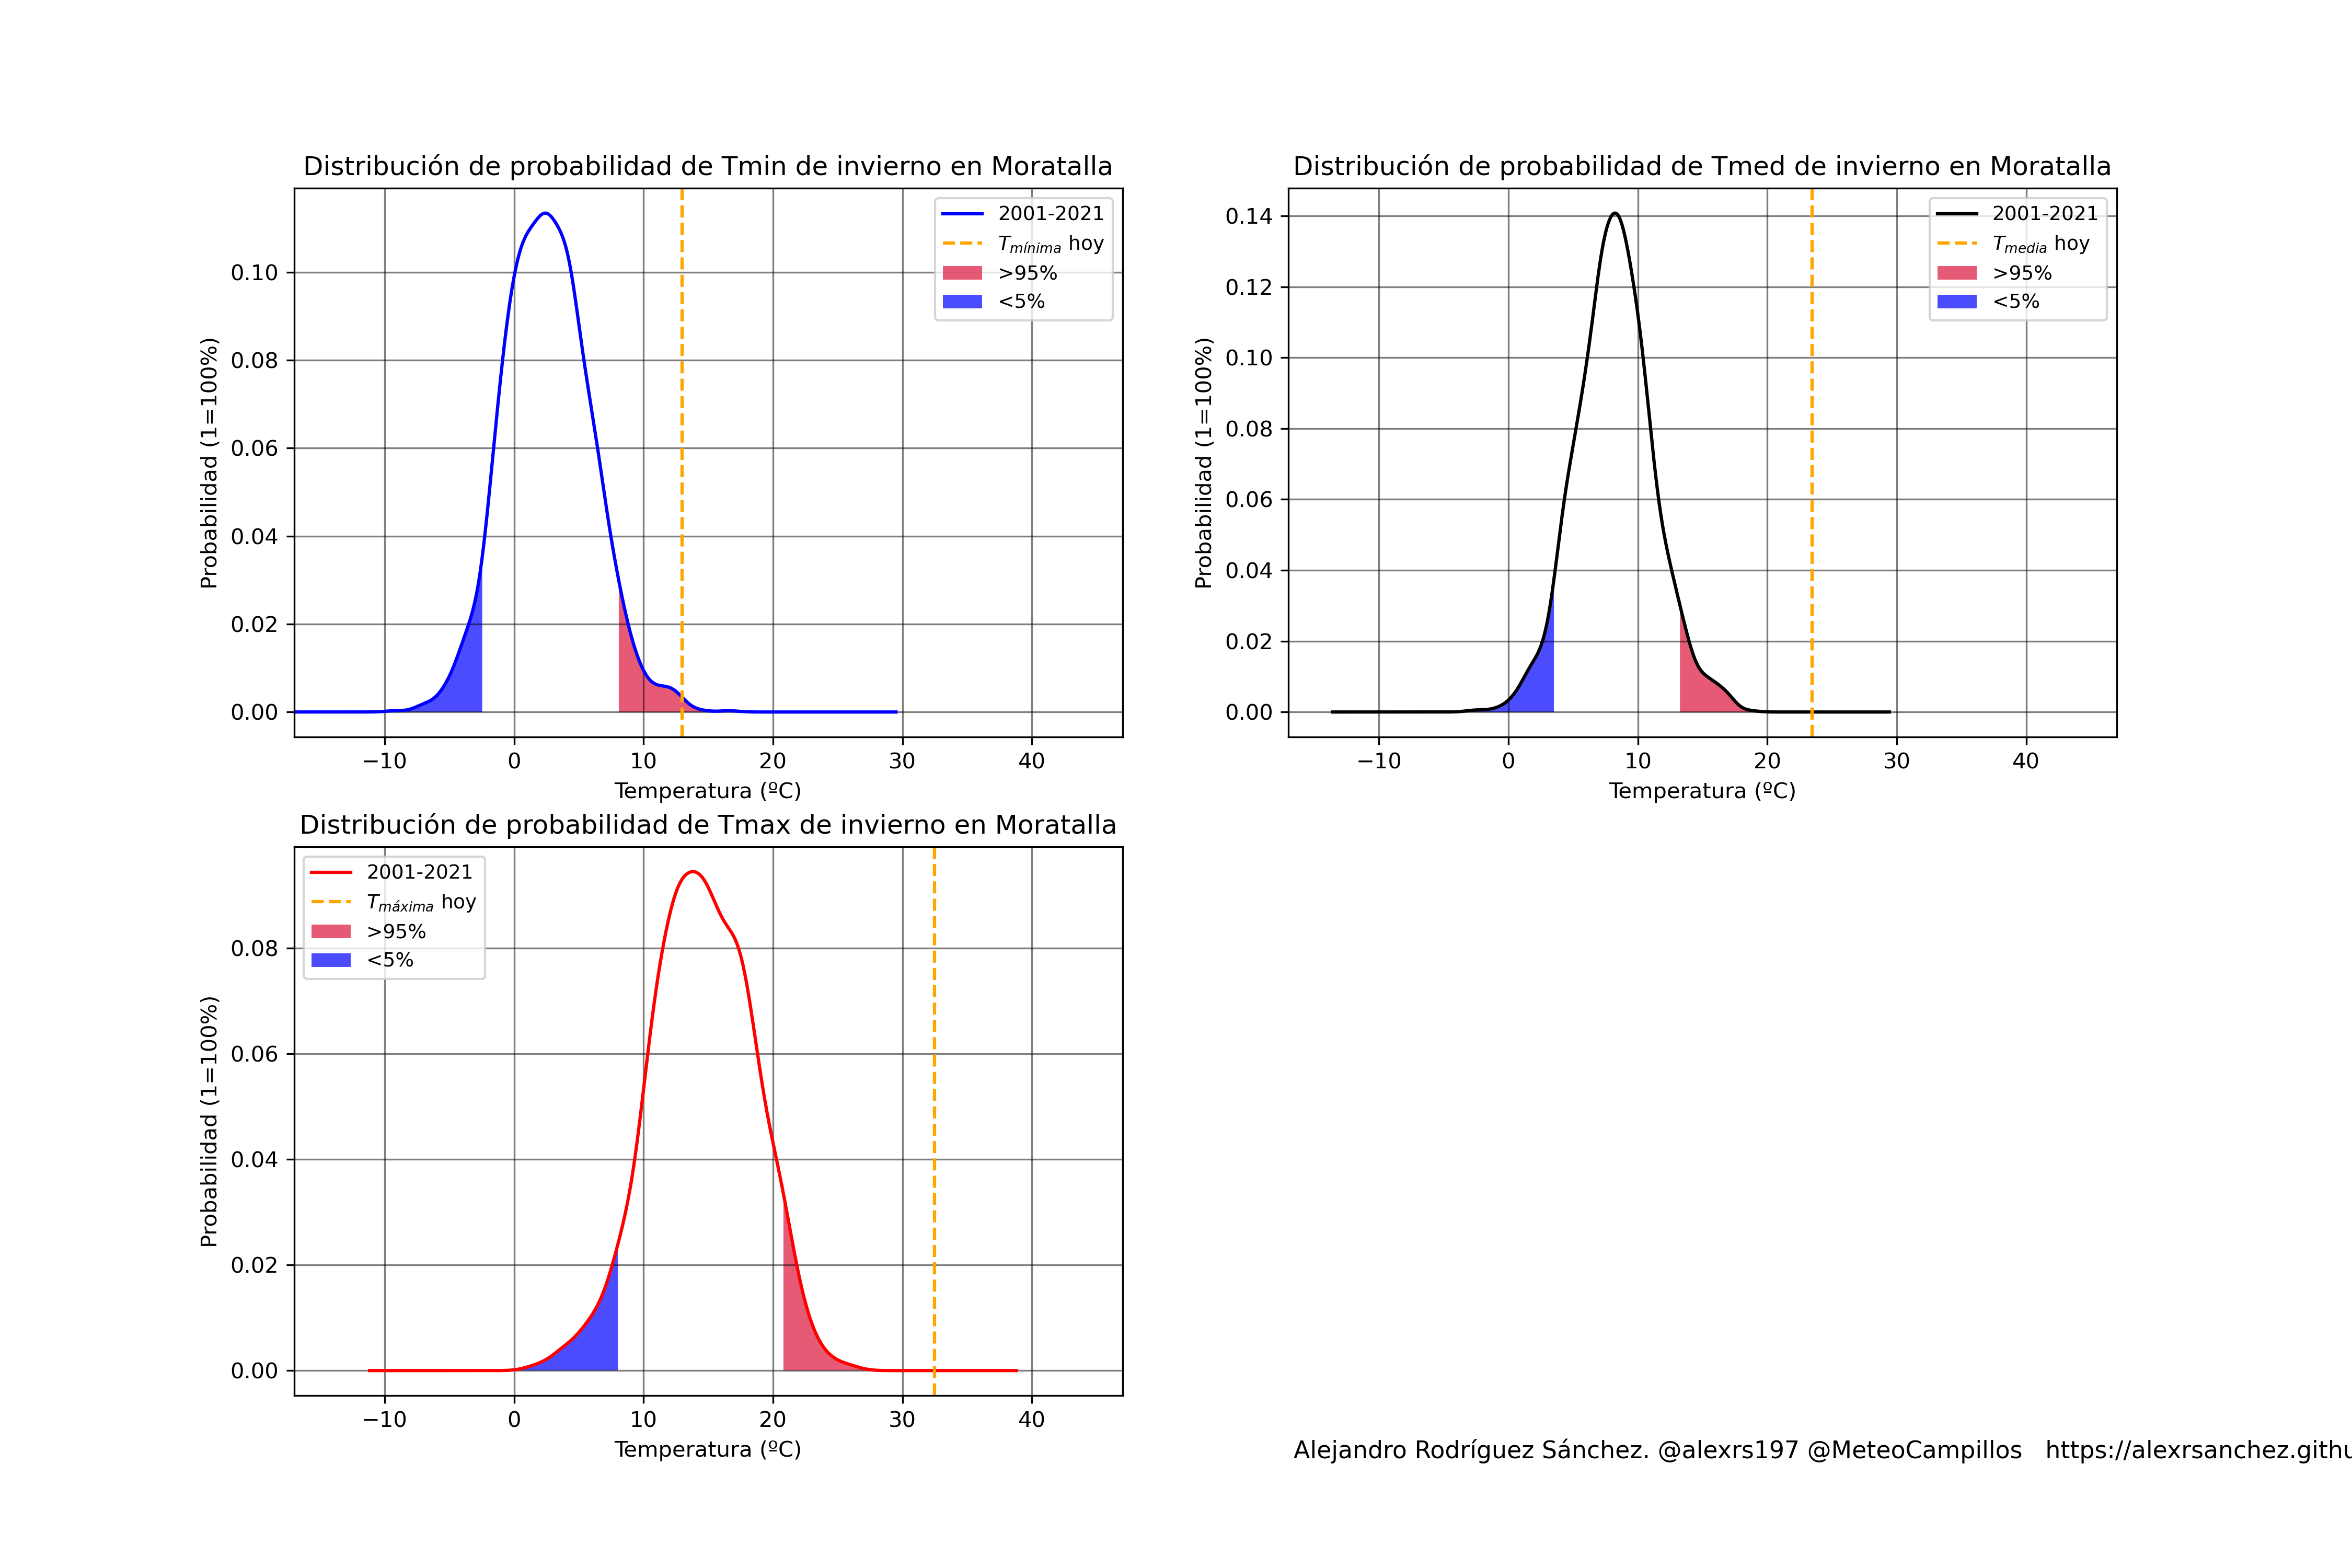 Distribución de probabilidad de Tmin de invierno en Moratalla
Probabilidad (1=100%)
0.10
0.08
0.06
0.04
0.02
0.00
2001-2021
Tmínima hoy
>95%
<5%
−10 0 10 20 30 40
Temperatura (ºC)
Distribución de probabilidad de Tmed de invierno en Moratalla
Probabilidad (1=100%)
0.14
0.12
0.10
0.08
0.06
0.04
0.02
0.00
2001-2021
Tmedia hoy
>95%
<5%
−10 0 10 20 30 40
Temperatura (ºC)
Distribución de probabilidad de Tmax de invierno en Moratalla
Probabilidad (1=100%)
0.08
0.06
0.04
0.02
0.00
2001-2021
Tmáxima hoy
>95%
<5%
−10 0 10 20 30 40
Temperatura (ºC)
Alejandro Rodríguez Sánchez. @alexrs197 @MeteoCampillos https://alexrsanchez.githu